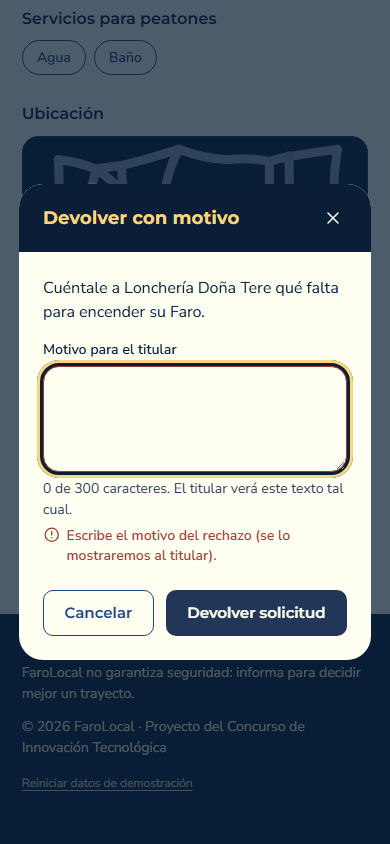 Servicios para peatones
Agua
Baño
Ubicación
Devolver con motivo
Cuéntale a Lonchería Doña Tere qué falta
para encender su Faro.
Motivo para el titular
0 de 300 caracteres. El titular verá este texto tal
cual.
Escribe el motivo del rechazo (se lo
mostraremos al titular).
Cancelar
Devolver solicitud
FaroLocal no garantiza seguridad: informa para decidir
mejor un trayecto.
© 2026 FaroLocal · Proyecto del Concurso de
Innovación Tecnológica
Reiniciar datos de demostración